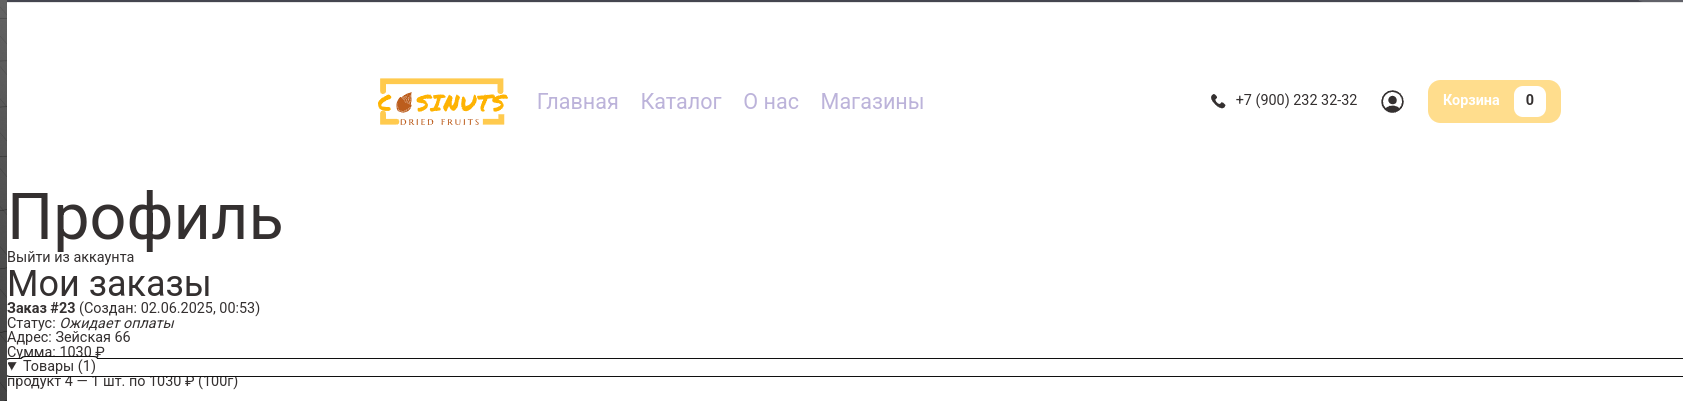 COSINUTS
DRIED FRUITS
Главная Каталог О нас Магазины
+7 (900) 232 32-32
Корзина 0
Профиль
Выйти из аккаунта
Мои заказы
Заказ #23 (Создан: 02.06.2025, 00:53)
Статус: Ожидает оплаты
Адрес: Зейская 66
Сумма: 1030 ₽
▼ Товары (1)
продукт 4 — 1 шт. по 1030 ₽ (100г)